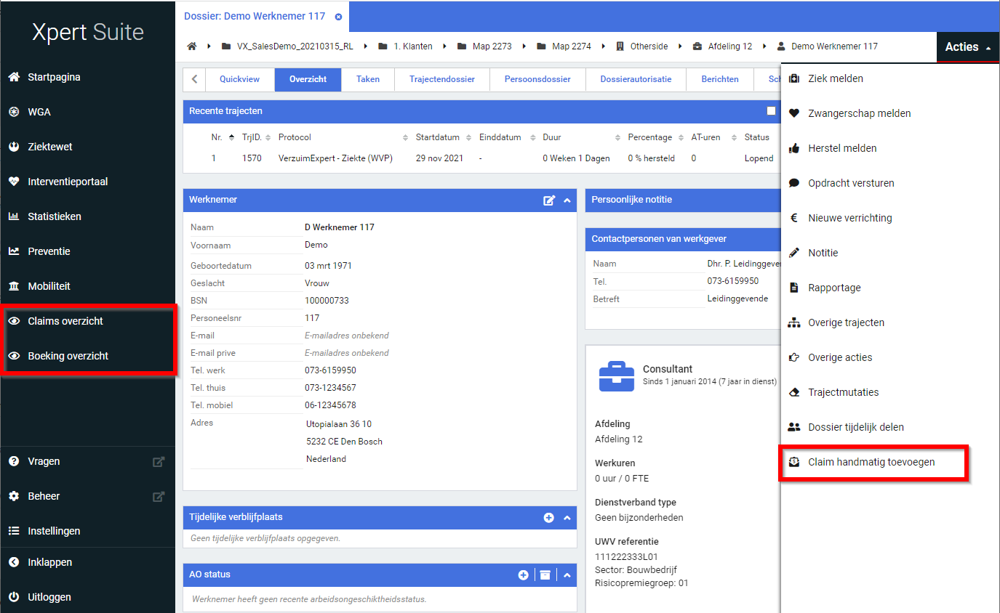 Xpert Suite
Startpagina
WGA
Ziektewet
Interventieportaal
Statistieken
Preventie
Mobiliteit
Claims overzicht
Boeking overzicht
Vragen
Beheer
Instellingen
Inklappen
Uitloggen
Dossier: Demo Werknemer 117
VX_SalesDemo_20210315_RL 1. Klanten Map 2273 Map 2274 Otherside Afdeling 12 Demo Werknemer 117
Acties
Quickview Overzicht Taken Trajectendossier Persoonsdossier Dossierautorisatie Berichten Sch
Recente trajecten
Nr. TrjID. Protocol Startdatum Einddatum Duur Percentage AT-uren Status
1 1570 VerzuimExpert - Ziekte (WVP) 29 nov 2021 - 0 Weken 1 Dagen 0 % hersteld 0 Lopend
Werknemer
Naam D Werknemer 117
Voornaam Demo
Geboortedatum 03 mrt 1971
Geslacht Vrouw
BSN 100000733
Personeelsnr 117
E-mail E-mailadres onbekend
E-mail prive E-mailadres onbekend
Tel. werk 073-6159950
Tel. thuis 073-1234567
Tel. mobiel 06-12345678
Adres Utopialaan 36 10
5232 CE Den Bosch
Nederland
Tijdelijke verblijfplaats
Geen tijdelijke verblijfplaats opgegeven.
AO status
Werknemer heeft geen recente arbeidsongeschiktheidsstatus.
Persoonlijke notitie
Contactpersonen van werkgever
Naam Dhr. P. Leidinggever
Tel. 073-6159950
Betreft Leidinggevende
Consultant
Sinds 1 januari 2014 (7 jaar in dienst)
Afdeling
Afdeling 12
Werkuren
0 uur / 0 FTE
Dienstverband type
Geen bijzonderheden
UWV referentie
111222333L01
Sector: Bouwbedrijf
Risicopremiegroep: 01
Ziek melden
Zwangerschap melden
Herstel melden
Opdracht versturen
Nieuwe verrichting
Notitie
Rapportage
Overige trajecten
Overige acties
Trajectmutaties
Dossier tijdelijk delen
Claim handmatig toevoegen